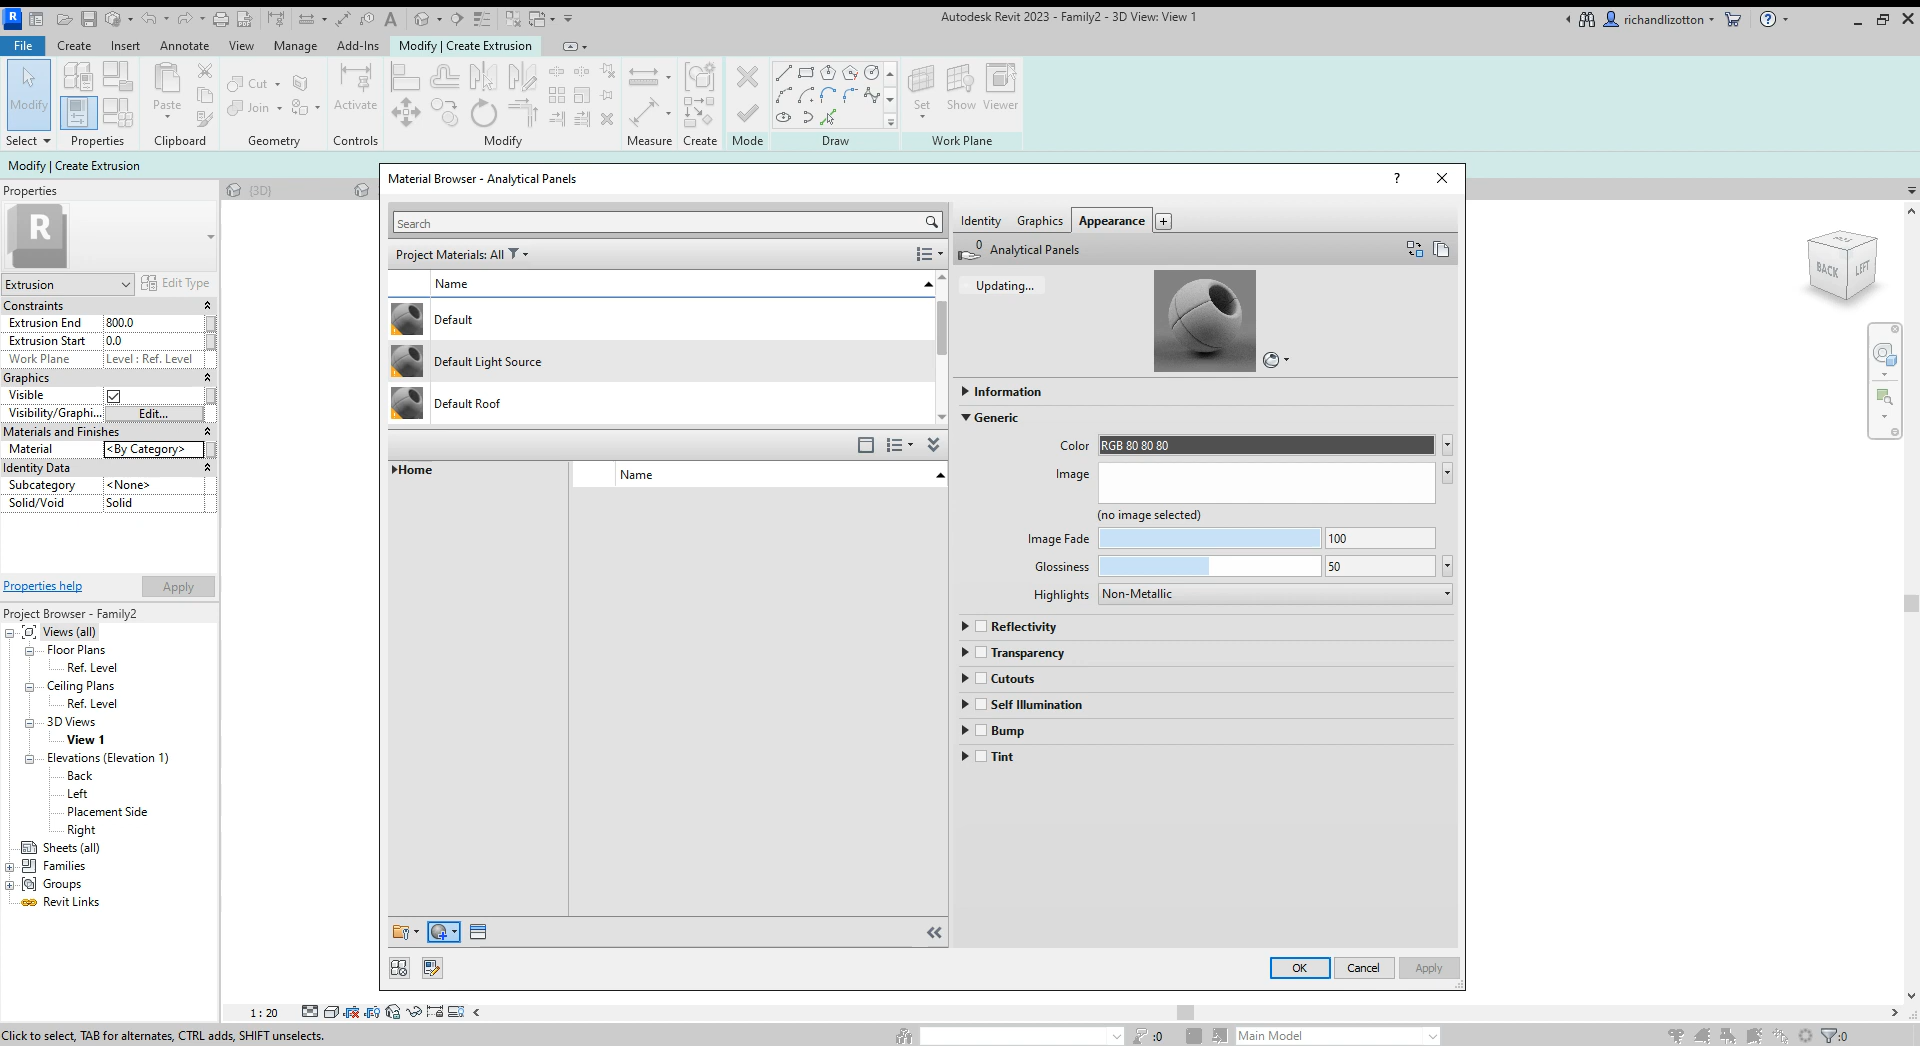 Autodesk Revit 2023 - Family2 - 3D View: View 1
richandlizotton
File Create Insert Annotate View Manage Add-Ins Modify | Create Extrusion
Modify
Paste
Cut
Join
Activate
Set Show Viewer
Select Properties Clipboard Geometry Controls Modify Measure Create Mode Draw Work Plane
Modify | Create Extrusion
Properties
R
Extrusion
Edit Type
Constraints
Extrusion End 800.0
Extrusion Start 0.0
Work Plane Level : Ref. Level
Graphics
Visible
Visibility/Graphi... Edit...
Materials and Finishes
Material <By Category>
Identity Data
Subcategory <None>
Solid/Void Solid
Properties help Apply
Project Browser - Family2
Views (all)
Floor Plans
Ref. Level
Ceiling Plans
Ref. Level
3D Views
View 1
Elevations (Elevation 1)
Back
Left
Placement Side
Right
Sheets (all)
Families
Groups
Revit Links
{3D}
Material Browser - Analytical Panels
?
Search
Project Materials: All
Name
Default
Default Light Source
Default Roof
Home
Name
Identity Graphics Appearance +
0
Analytical Panels
Updating...
Information
Generic
Color RGB 80 80 80
Image
(no image selected)
Image Fade 100
Glossiness 50
Highlights Non-Metallic
Reflectivity
Transparency
Cutouts
Self Illumination
Bump
Tint
OK Cancel Apply
BACK LEFT
1 : 20
Click to select, TAB for alternates, CTRL adds, SHIFT unselects.
:0
Main Model
:0